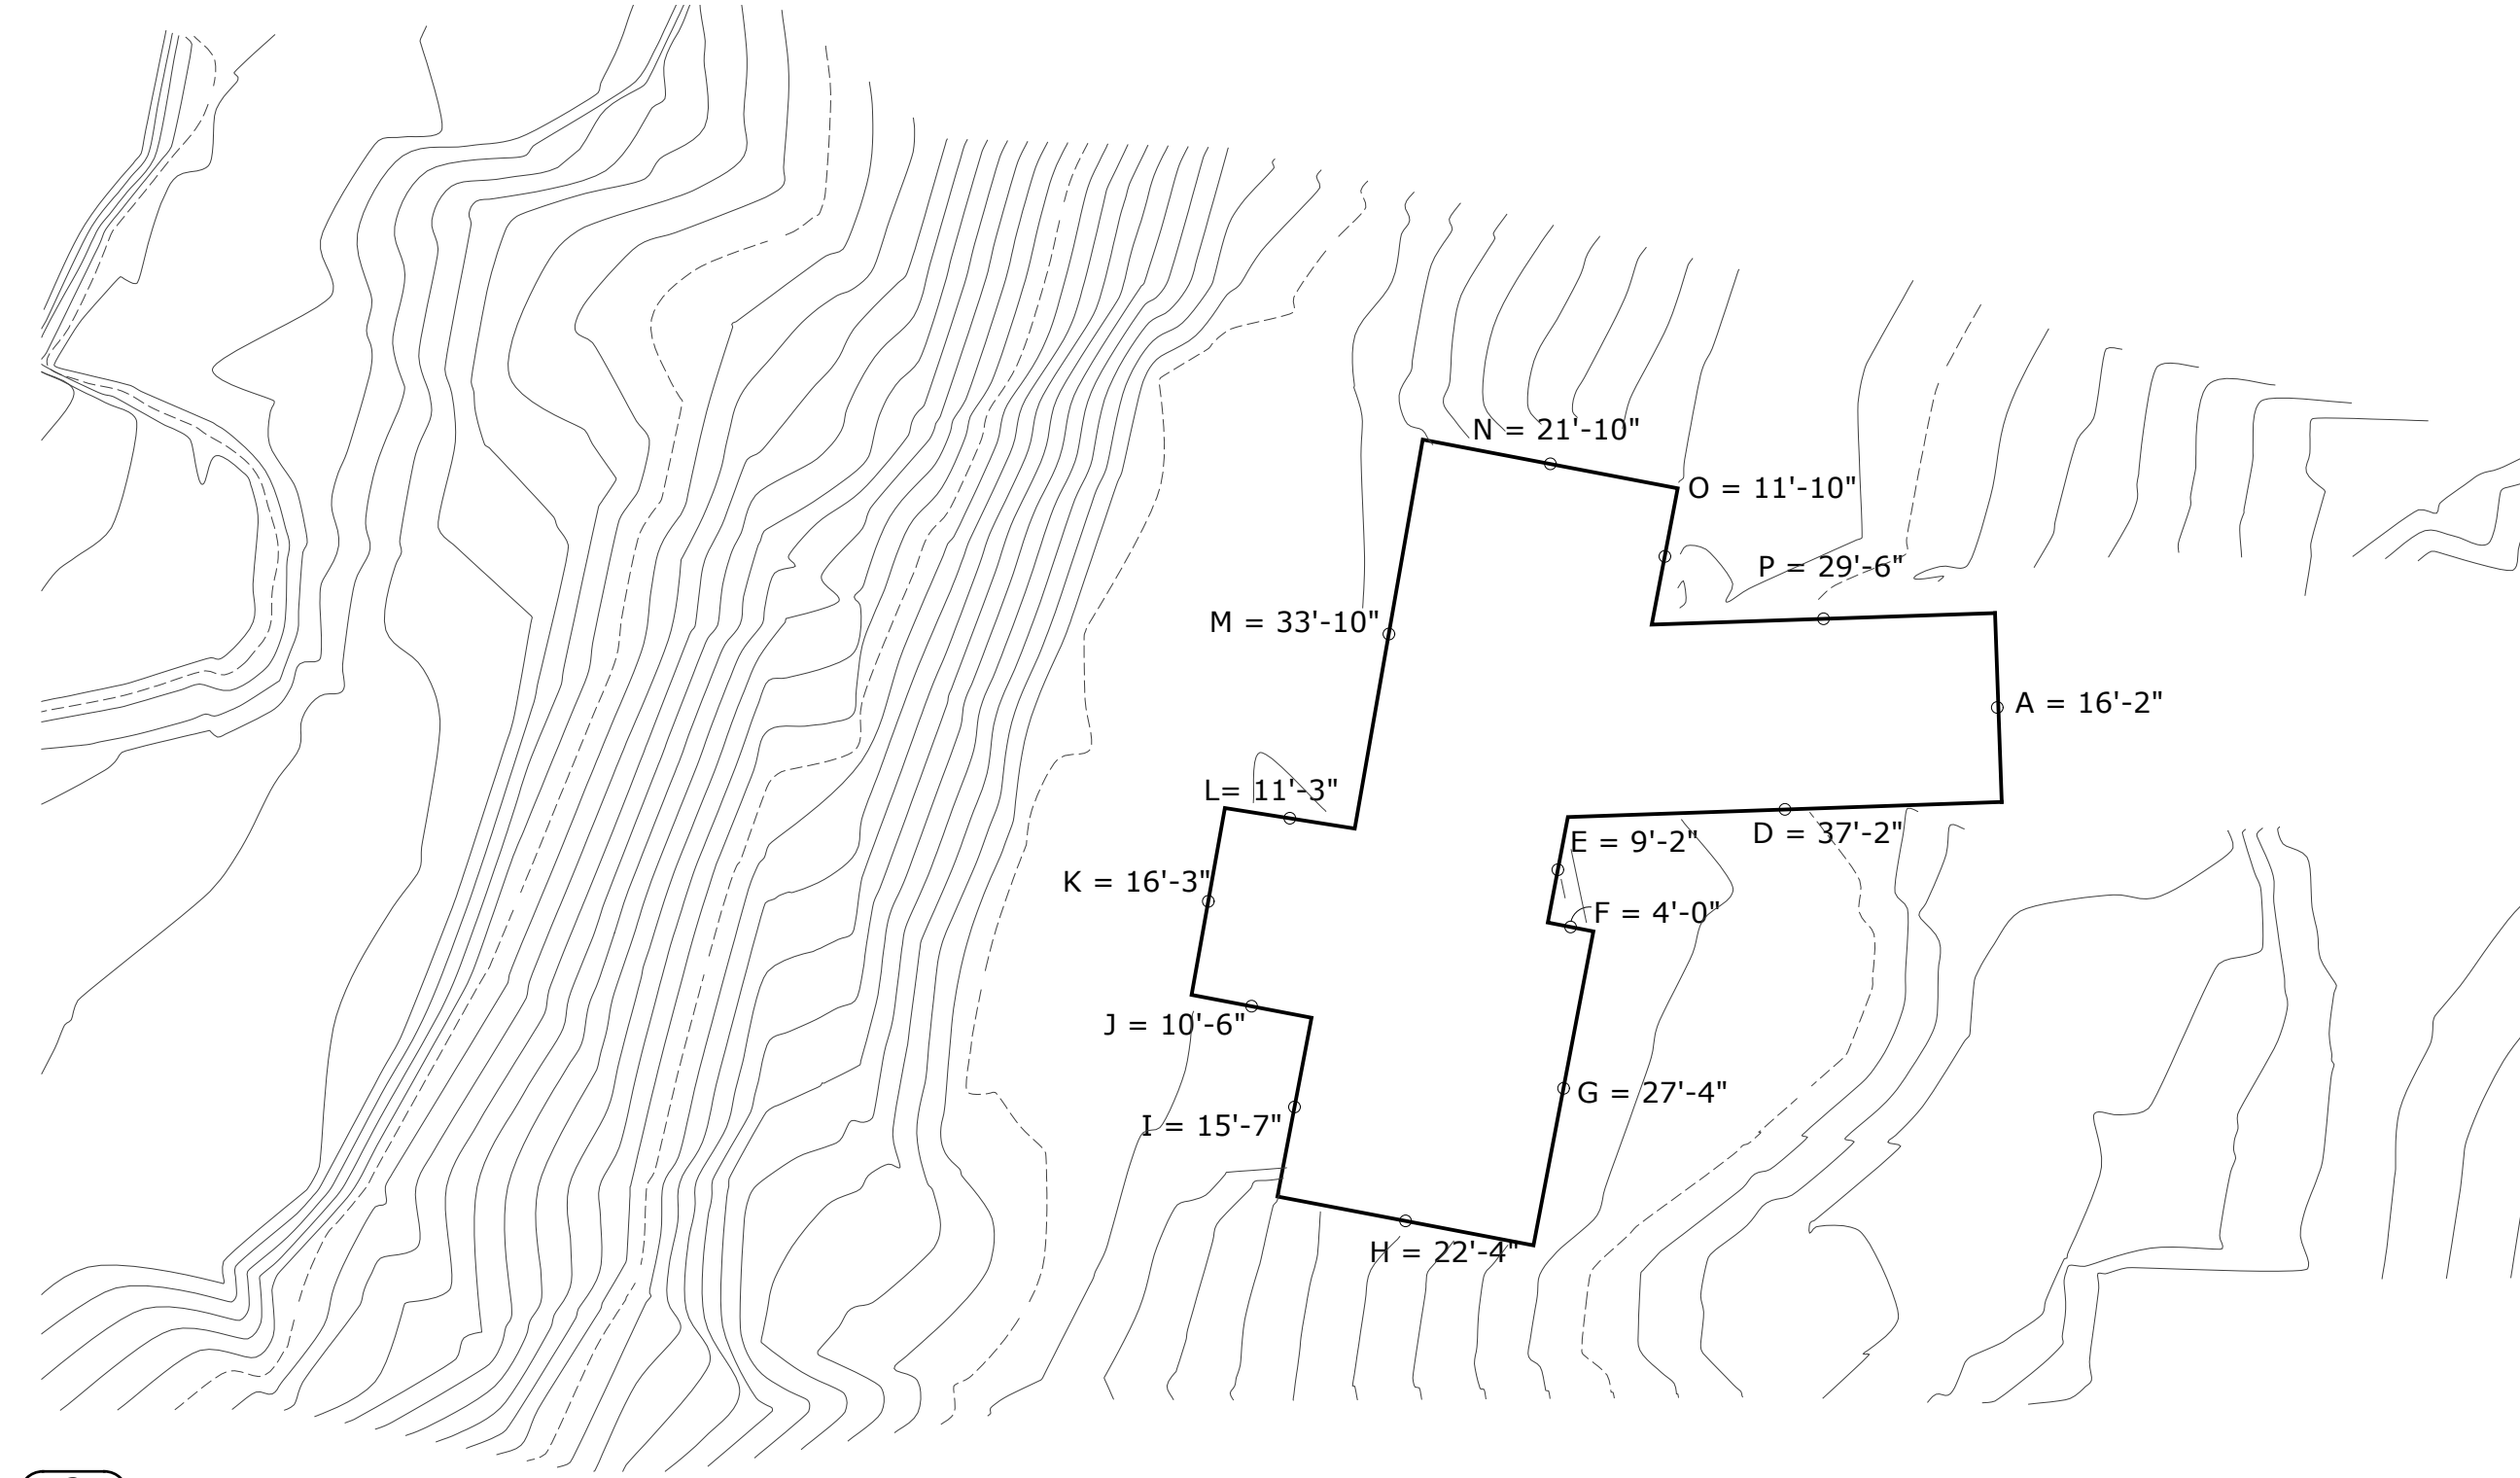 N = 21'-10"
O = 11'-10"
P = 29'-6"
M = 33'-10"
A = 16'-2"
L= 11'-3"
D = 37'-2"
E = 9'-2"
K = 16'-3"
F = 4'-0"
J = 10'-6"
G = 27'-4"
I = 15'-7"
H = 22'-4"